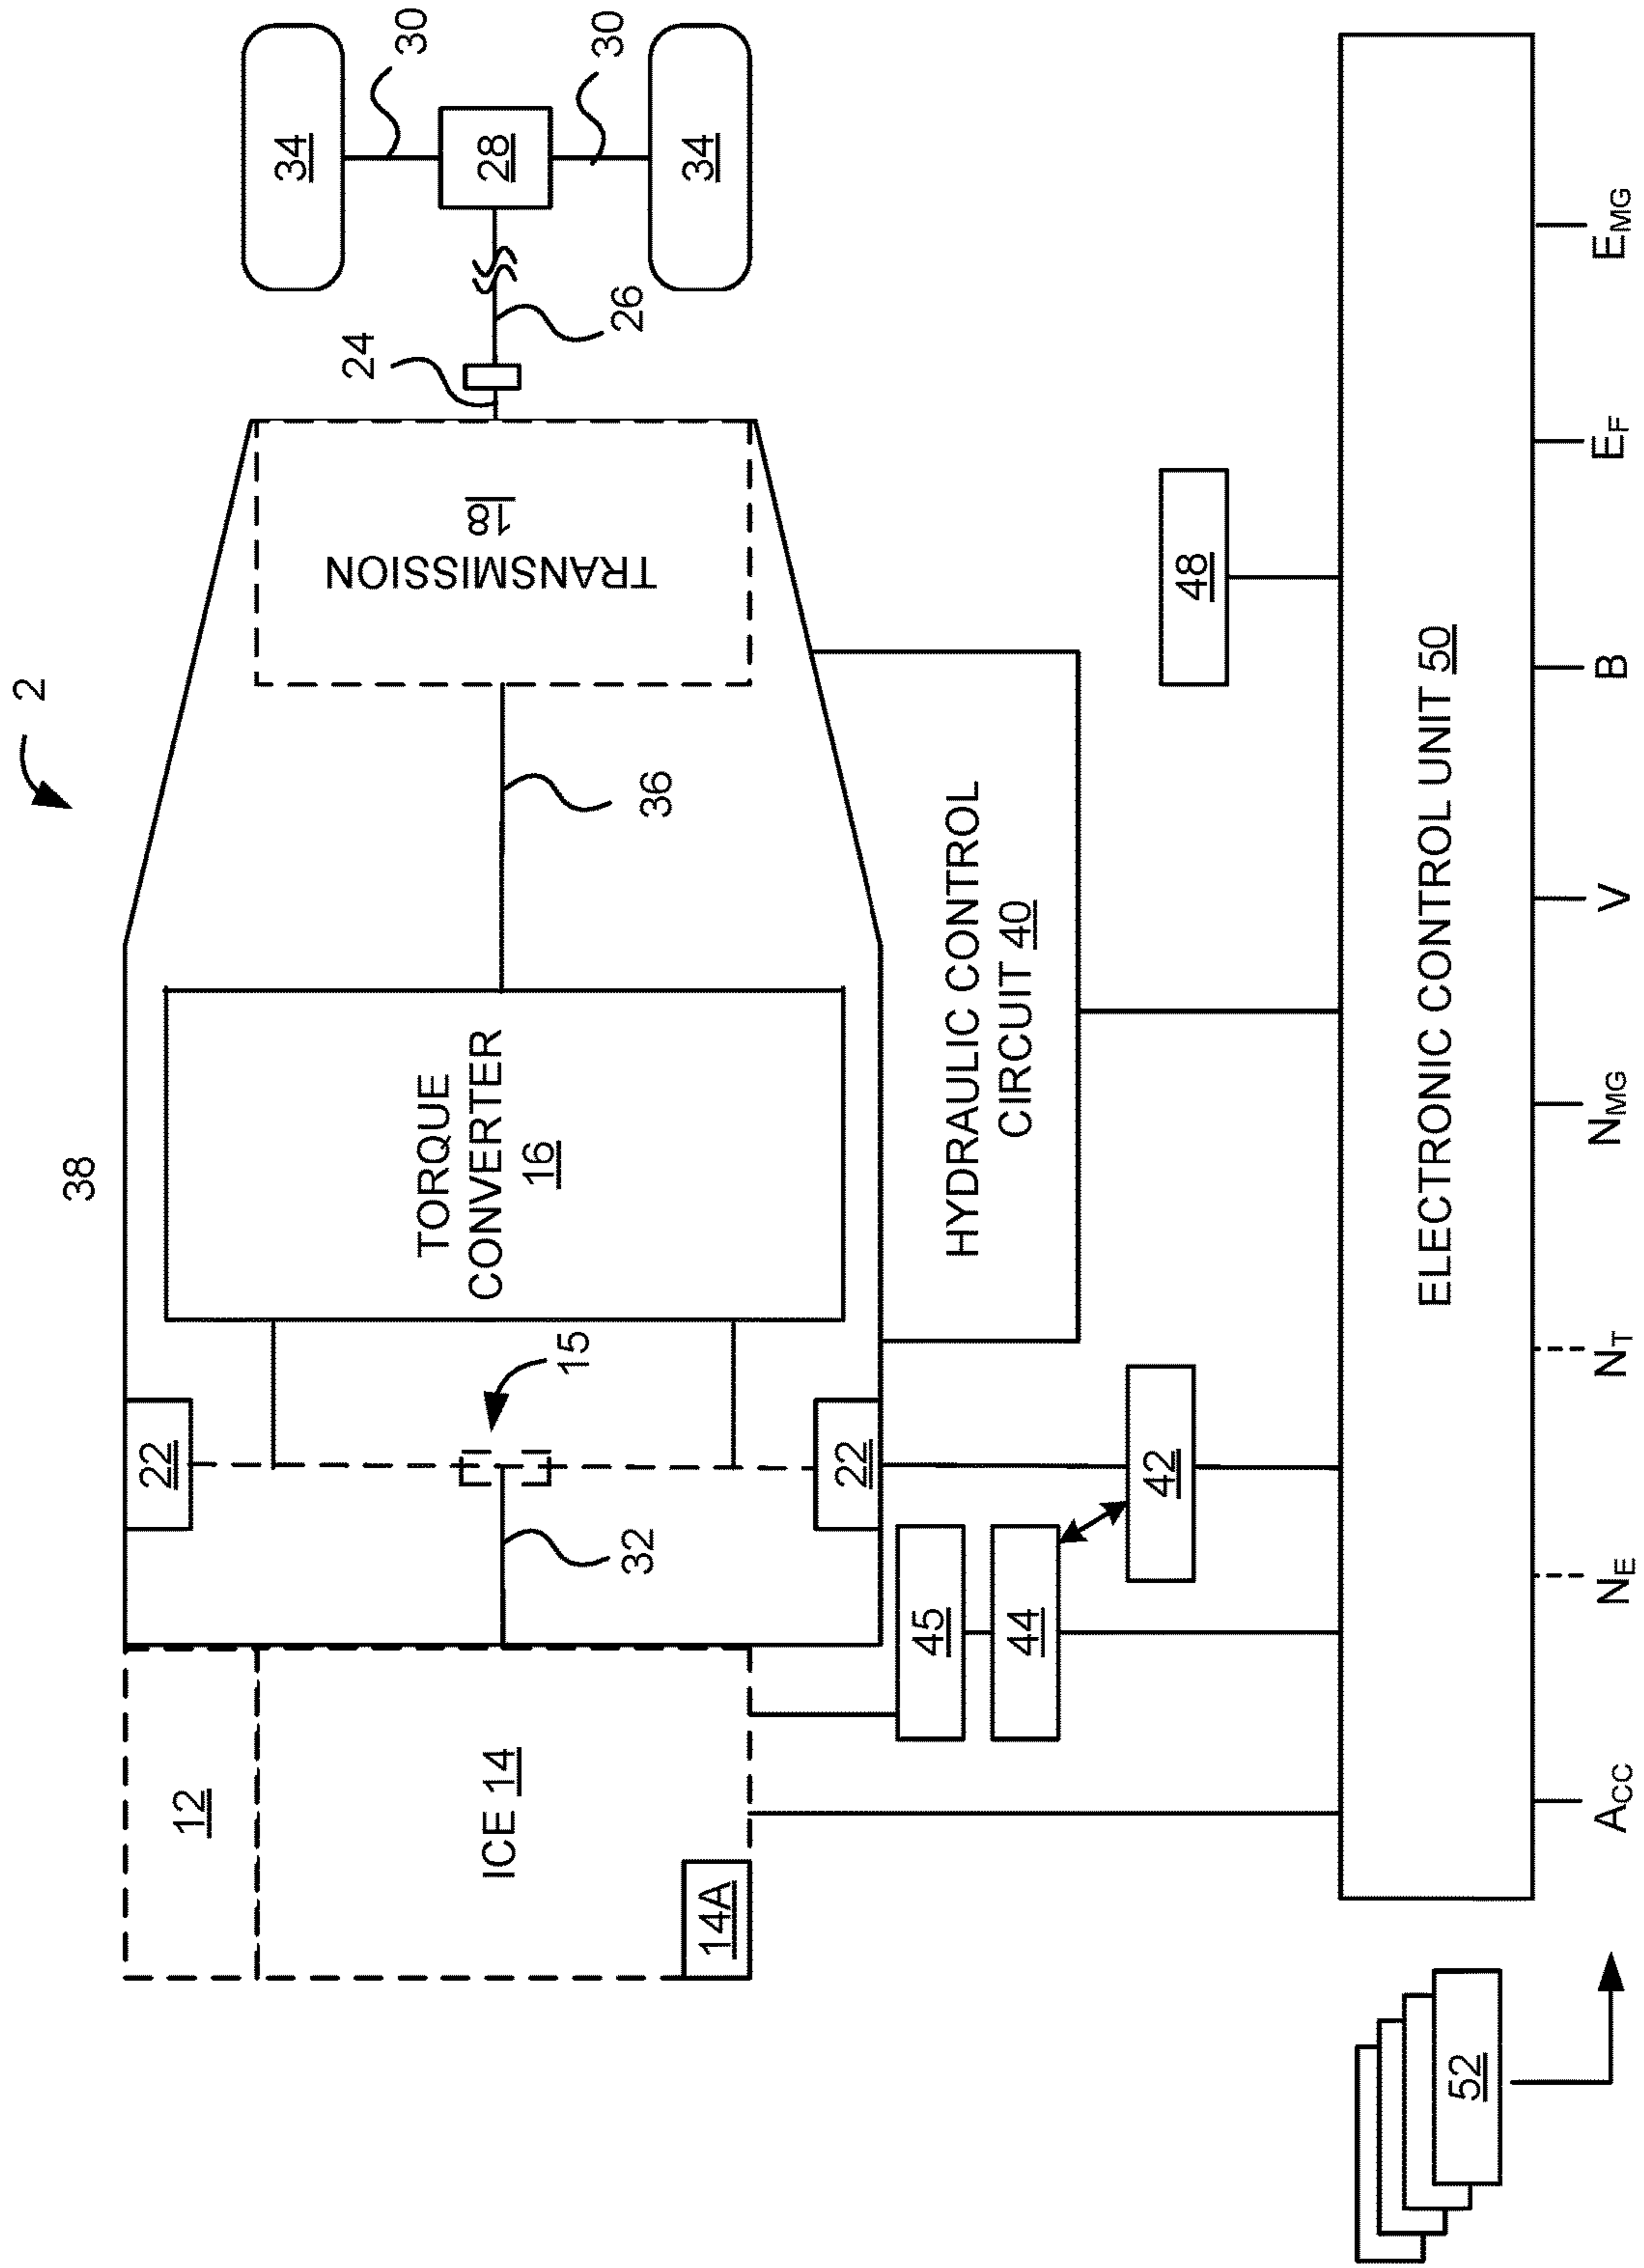 2
38
12
ICE 14
14A
22
32
15
22
TORQUE
CONVERTER
16
36
TRANSMISSION
18
24
26
28
30
30
34
34
HYDRAULIC CONTROL
CIRCUIT 40
45
44
42
48
ELECTRONIC CONTROL UNIT 50
52
ACC
NE
NT
NMG
V
B
EF
EMG